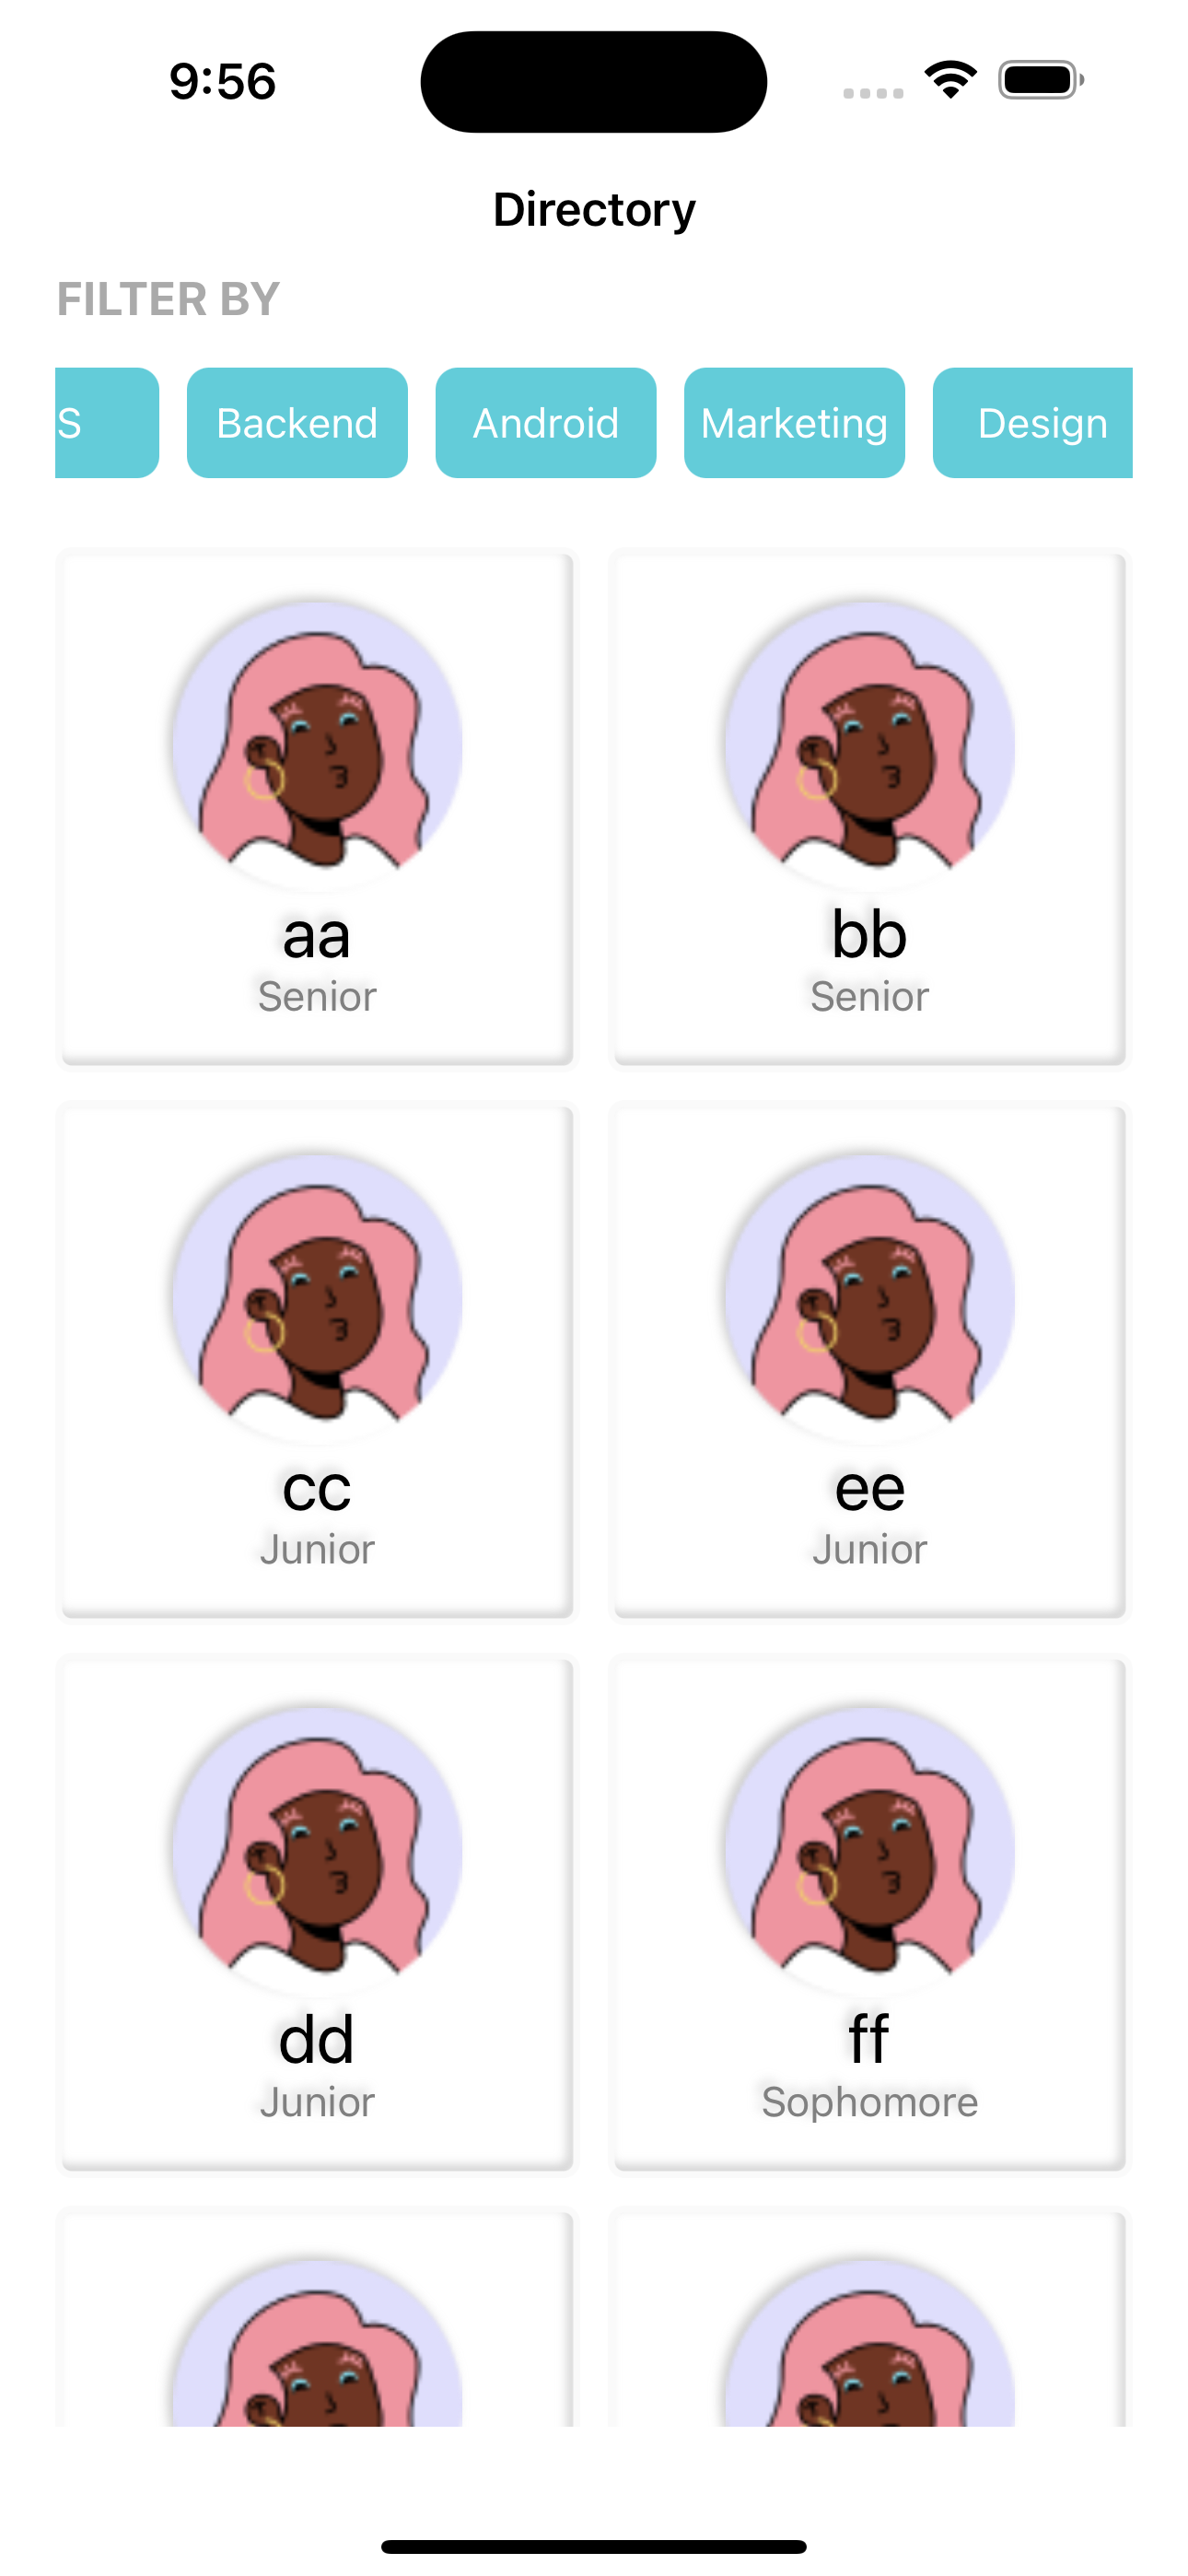 9:56
Directory
FILTER BY
S Backend Android Marketing Design
aa bb
Senior Senior
cc ee
Junior Junior
dd ff
Junior Sophomore